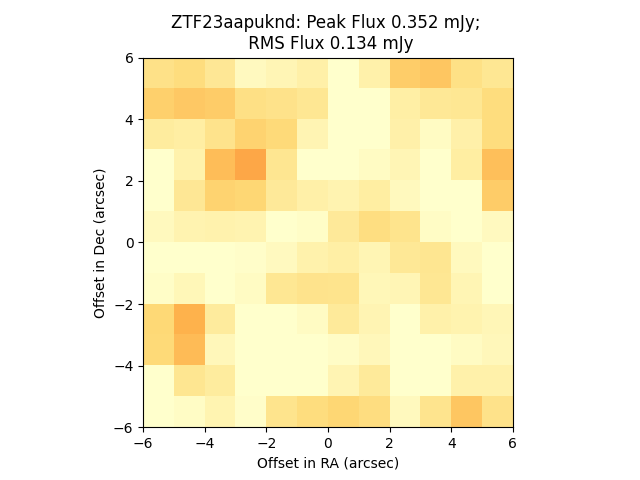 ZTF23aapuknd: Peak Flux 0.352 mJy;
RMS Flux 0.134 mJy
6
4
2
0
−2
−4
−6
Offset in Dec (arcsec)
−6 −4 −2 0 2 4 6
Offset in RA (arcsec)